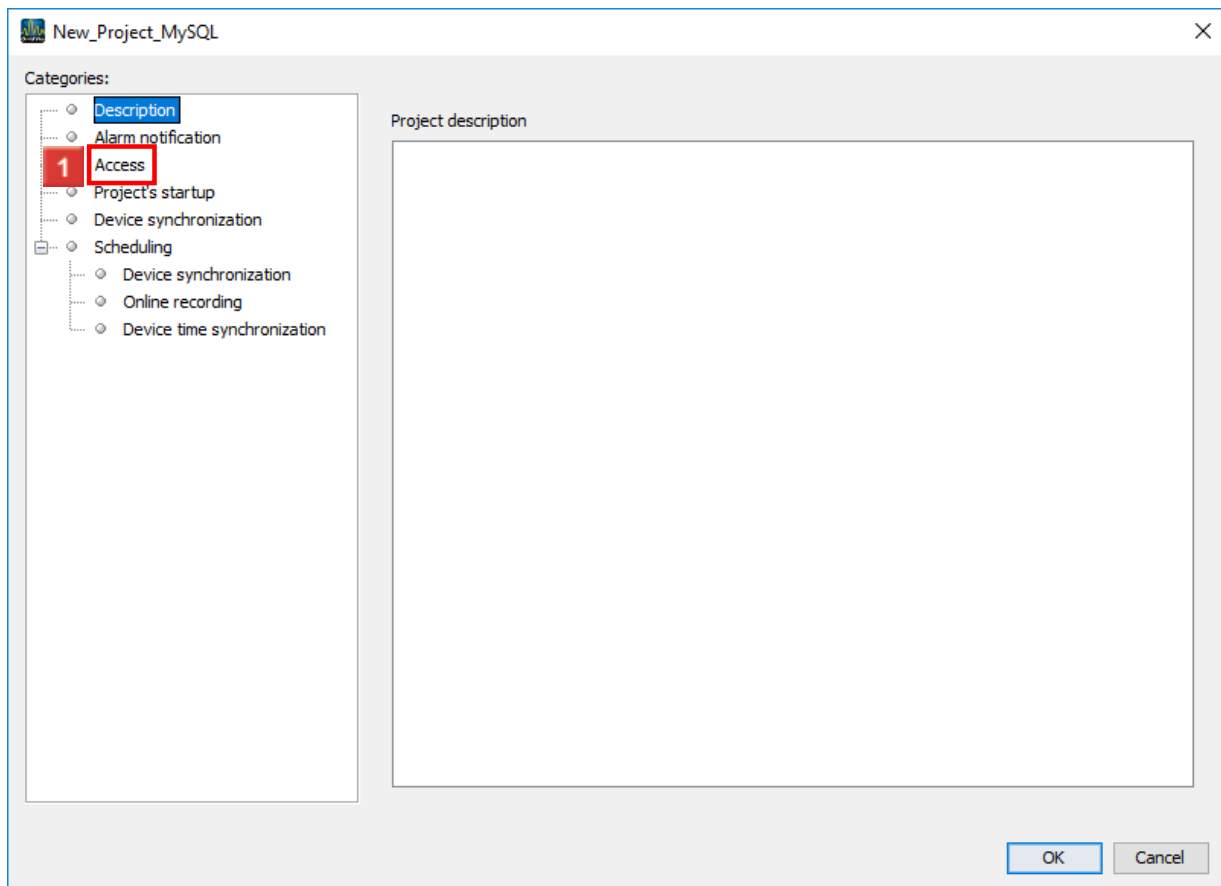 New_Project_MySQL
Categories:
Description
Alarm notification
1 Access
Project's startup
Device synchronization
Scheduling
Device synchronization
Online recording
Device time synchronization
Project description
OK Cancel